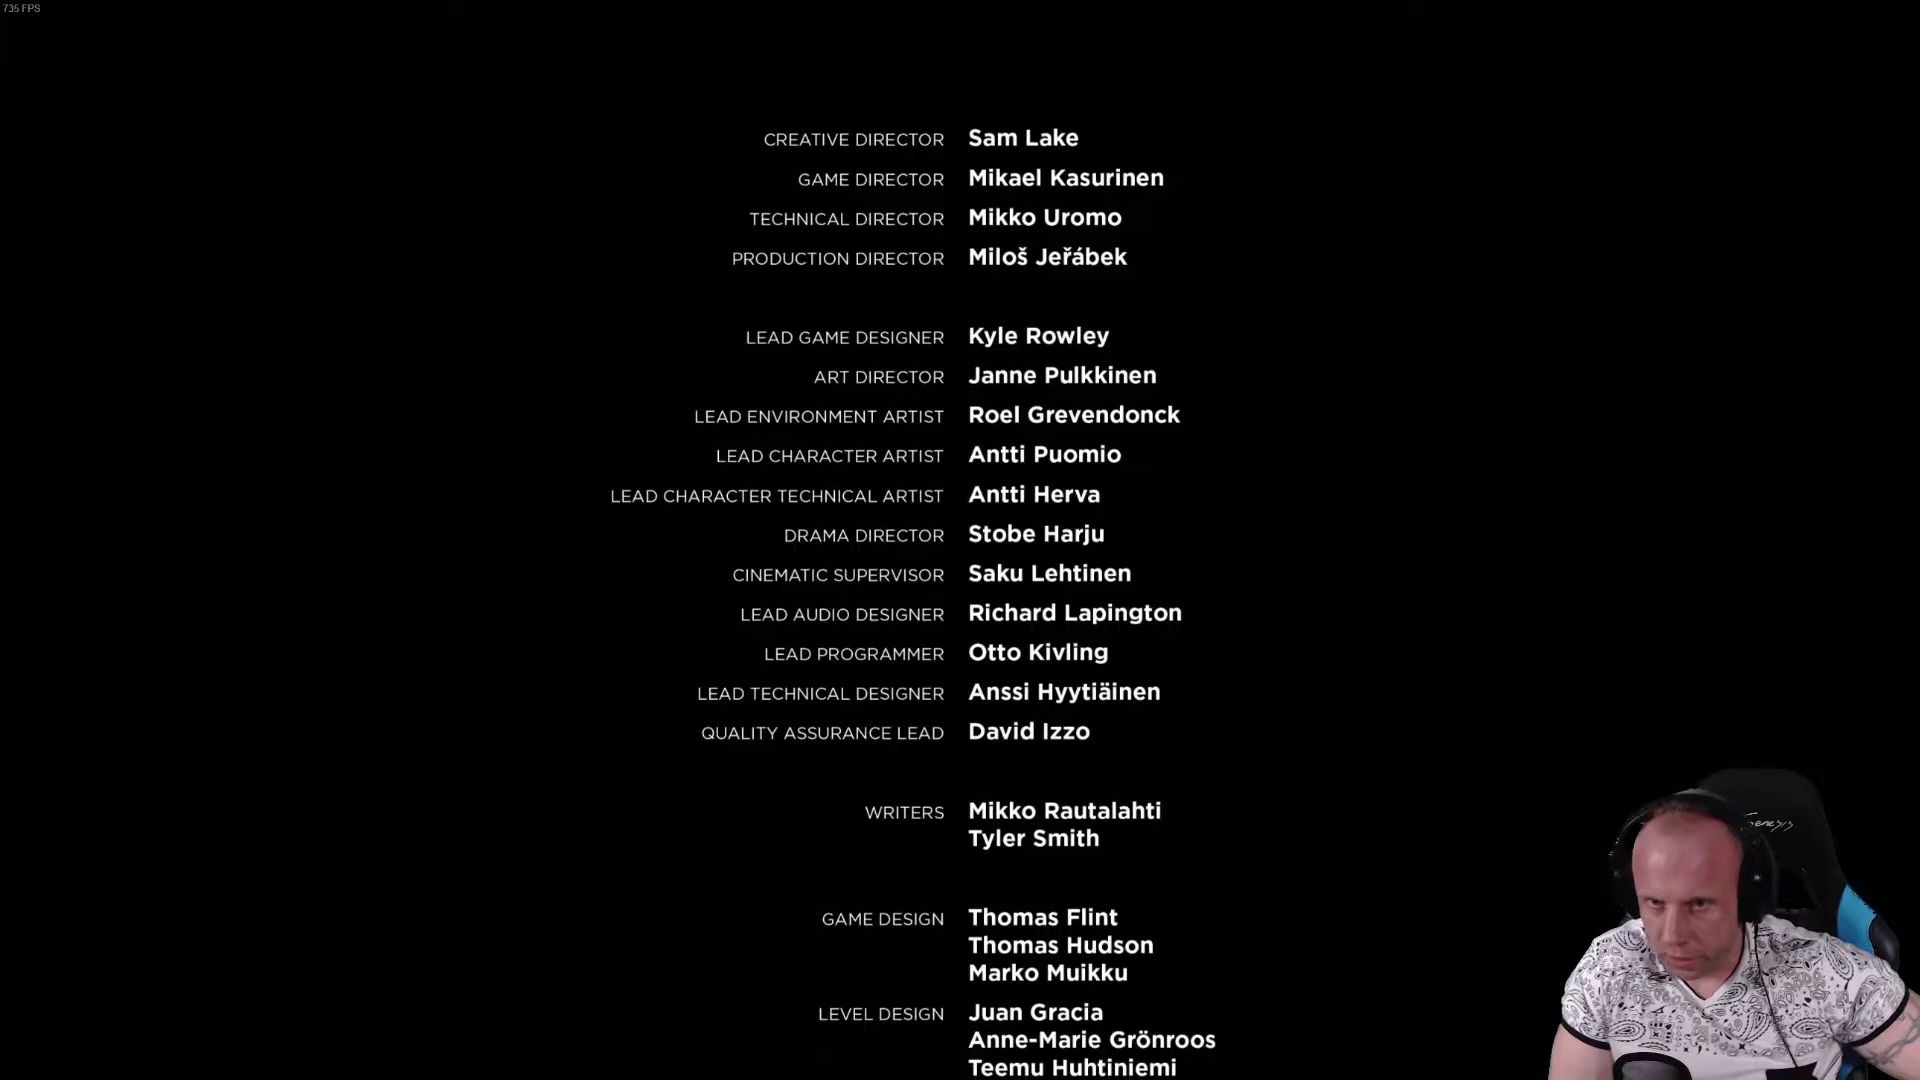 735 FPS
CREATIVE DIRECTOR Sam Lake
GAME DIRECTOR Mikael Kasurinen
TECHNICAL DIRECTOR Mikko Uromo
PRODUCTION DIRECTOR Miloš Jeřábek
LEAD GAME DESIGNER Kyle Rowley
ART DIRECTOR Janne Pulkkinen
LEAD ENVIRONMENT ARTIST Roel Grevendonck
LEAD CHARACTER ARTIST Antti Puomio
LEAD CHARACTER TECHNICAL ARTIST Antti Herva
DRAMA DIRECTOR Stobe Harju
CINEMATIC SUPERVISOR Saku Lehtinen
LEAD AUDIO DESIGNER Richard Lapington
LEAD PROGRAMMER Otto Kivling
LEAD TECHNICAL DESIGNER Anssi Hyytiäinen
QUALITY ASSURANCE LEAD David Izzo
WRITERS Mikko Rautalahti
Tyler Smith
Genesis
GAME DESIGN Thomas Flint
Thomas Hudson
Marko Muikku
LEVEL DESIGN Juan Gracia
Anne-Marie Grönroos
Teemu Huhtiniemi